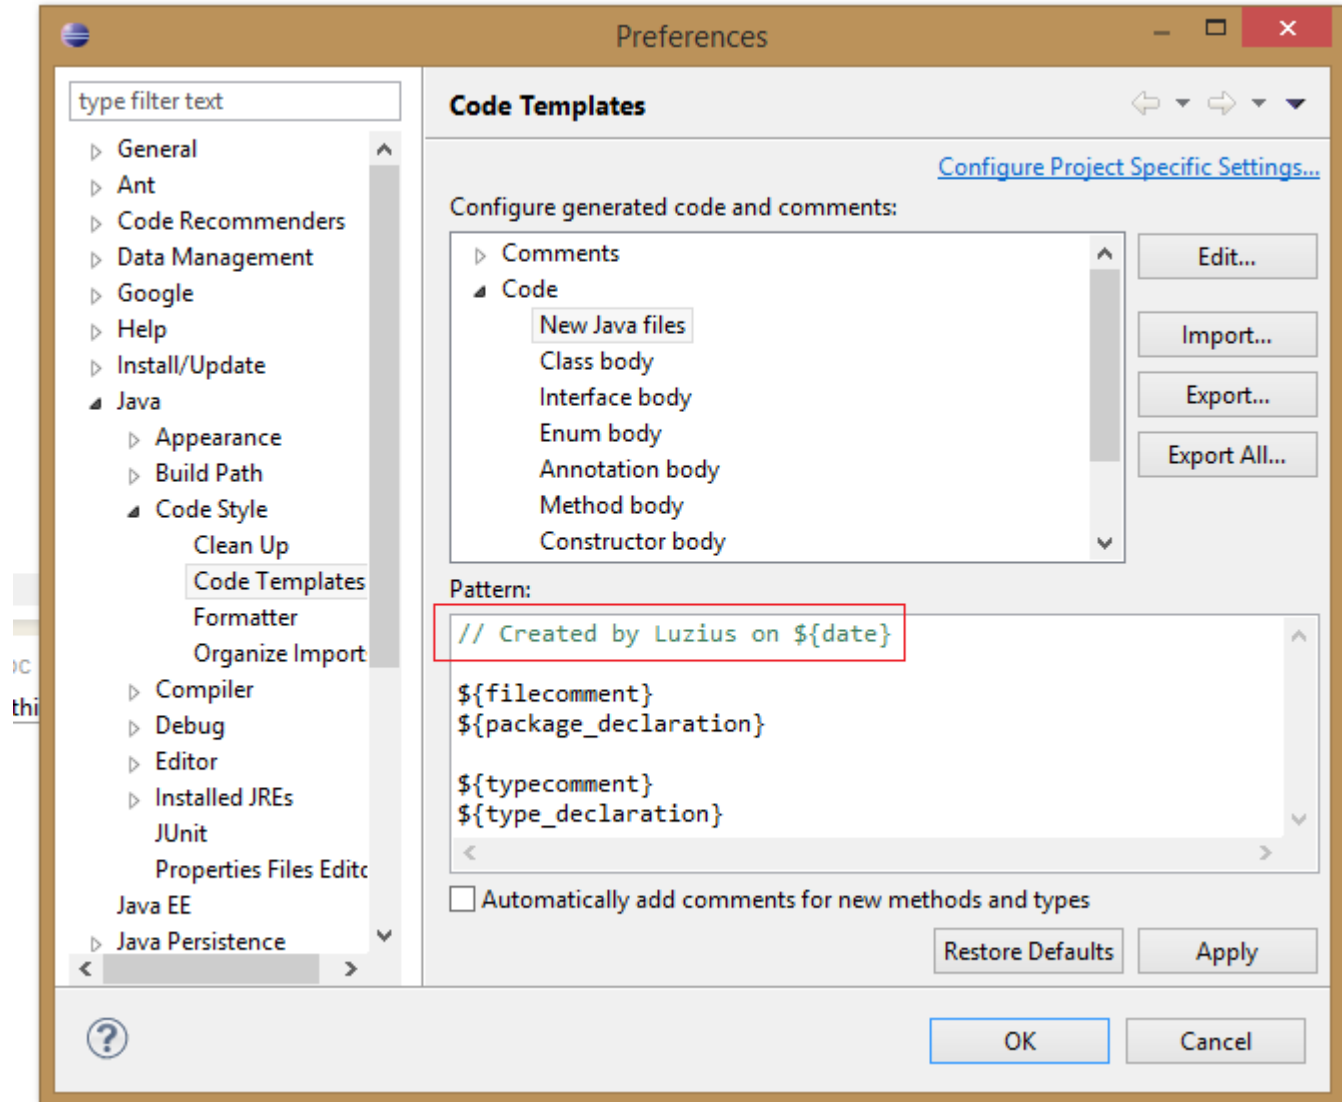 Preferences
type filter text
General
Ant
Code Recommenders
Data Management
Google
Help
Install/Update
Java
Appearance
Build Path
Code Style
Clean Up
Code Templates
Formatter
Organize Import
Compiler
Debug
Editor
Installed JREs
JUnit
Properties Files Edito
Java EE
Java Persistence
Code Templates
Configure Project Specific Settings...
Configure generated code and comments:
Comments
Code
New Java files
Class body
Interface body
Enum body
Annotation body
Method body
Constructor body
Edit...
Import...
Export...
Export All...
Pattern:
// Created by Luzius on ${date}
${filecomment}
${package_declaration}
${typecomment}
${type_declaration}
Automatically add comments for new methods and types
Restore Defaults
Apply
OK
Cancel
thi